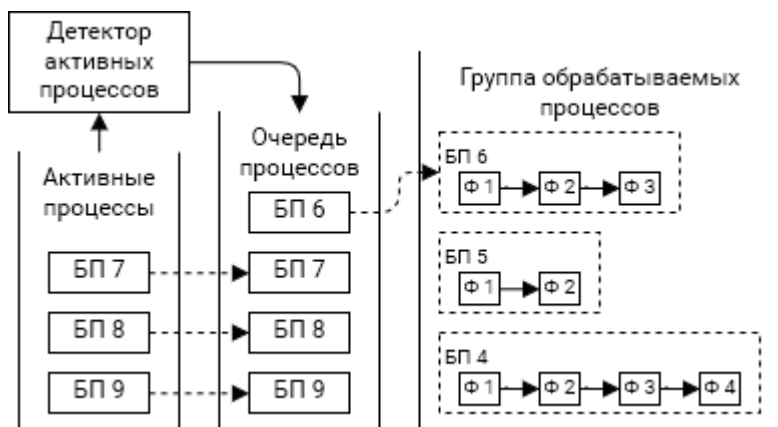 Детектор
активных
процессов
Активные
процессы
БП 7
БП 8
БП 9
Очередь
процессов
БП 6
БП 7
БП 8
БП 9
Группа обрабатываемых
процессов
БП 6
Ф 1 Ф 2 Ф 3
БП 5
Ф 1 Ф 2
БП 4
Ф 1 Ф 2 Ф 3 Ф 4